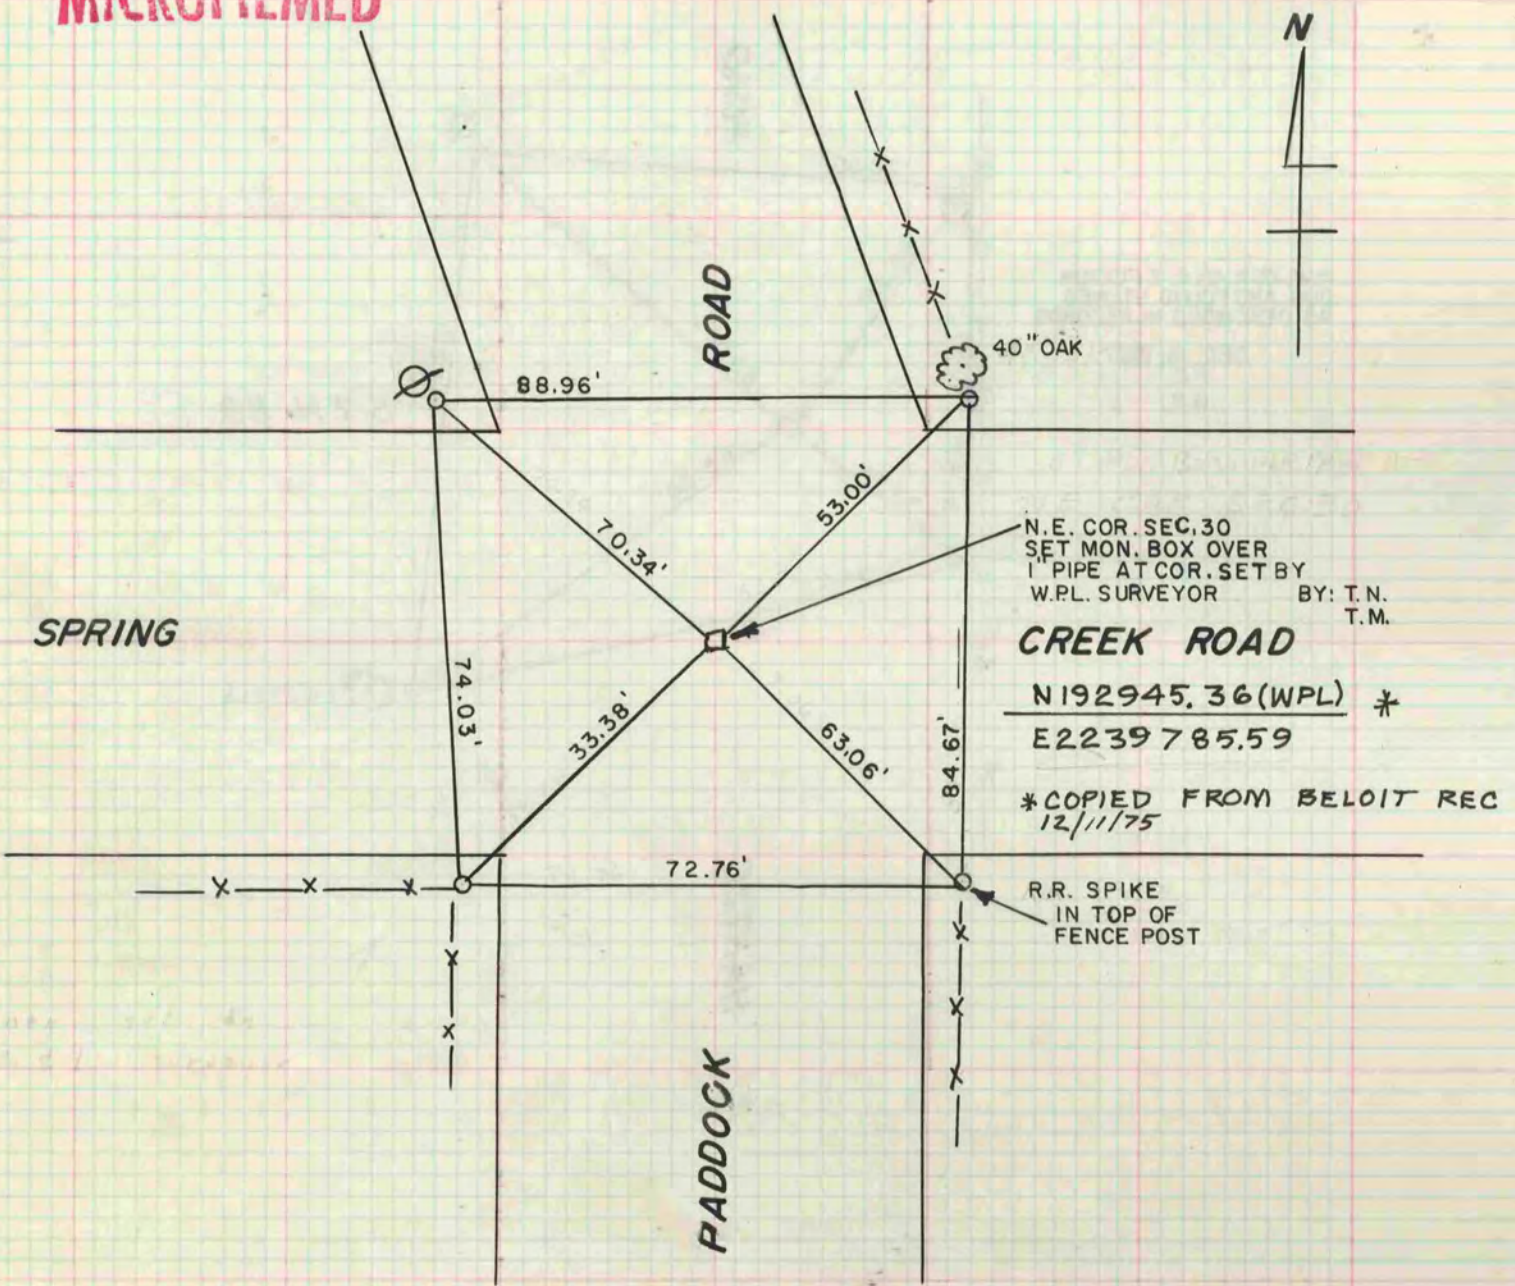 MICROFILMED
N
ROAD
40" OAK
88.96'
53.00'
70.34'
N.E. COR. SEC. 30
SET MON. BOX OVER
1" PIPE AT COR. SET BY
W.P.L. SURVEYOR BY: T.N.
T.M.
SPRING
CREEK ROAD
74.03'
33.38'
63.06'
84.67'
N192945.36(WPL) *
E2239785.59
*COPIED FROM BELOIT REC
12/11/75
72.76'
R.R. SPIKE
IN TOP OF
FENCE POST
PADDOCK